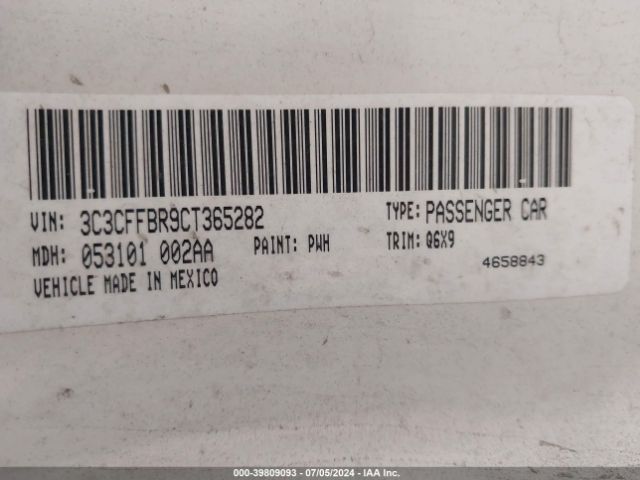 VIN: 3C3CFFBR9CT365282 TYPE: PASSENGER CAR
MDH: 053101 002AA PAINT: PWH TRIM: Q6X9
VEHICLE MADE IN MEXICO 4658843
000-39809093 - 07/05/2024 - IAA Inc.